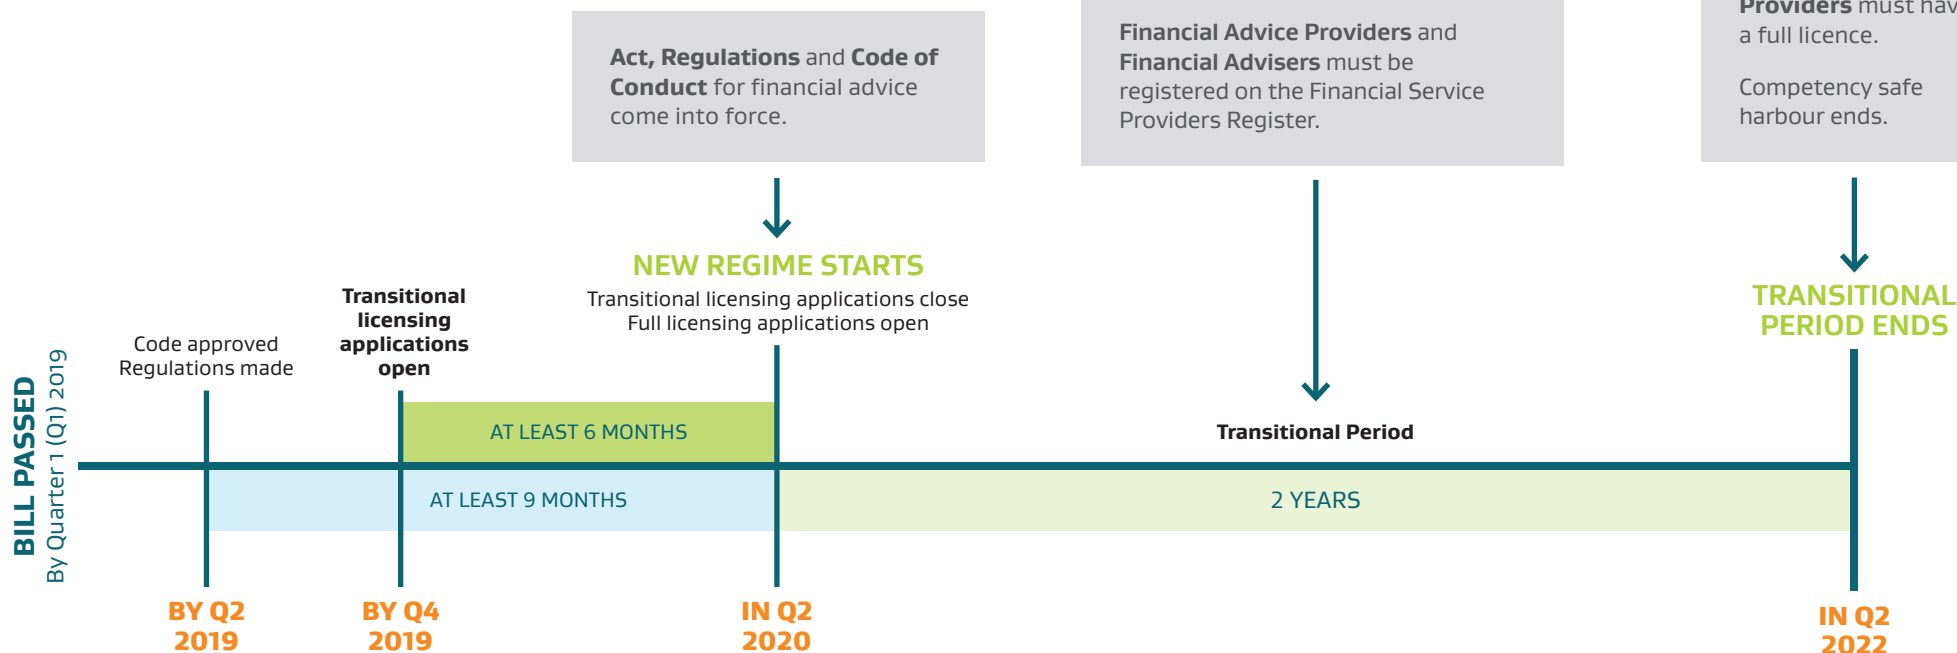 Act, Regulations and Code of
Conduct for financial advice
come into force.
Financial Advice Providers and
Financial Advisers must be
registered on the Financial Service
Providers Register.
Providers must hav
a full licence.
Competency safe
harbour ends.
NEW REGIME STARTS
Transitional licensing applications close
Full licensing applications open
TRANSITIONAL
PERIOD ENDS
Transitional
licensing
applications
open
Code approved
Regulations made
BILL PASSED
By Quarter 1 (Q1) 2019
AT LEAST 6 MONTHS
Transitional Period
AT LEAST 9 MONTHS
2 YEARS
BY Q2
2019
BY Q4
2019
IN Q2
2020
IN Q2
2022